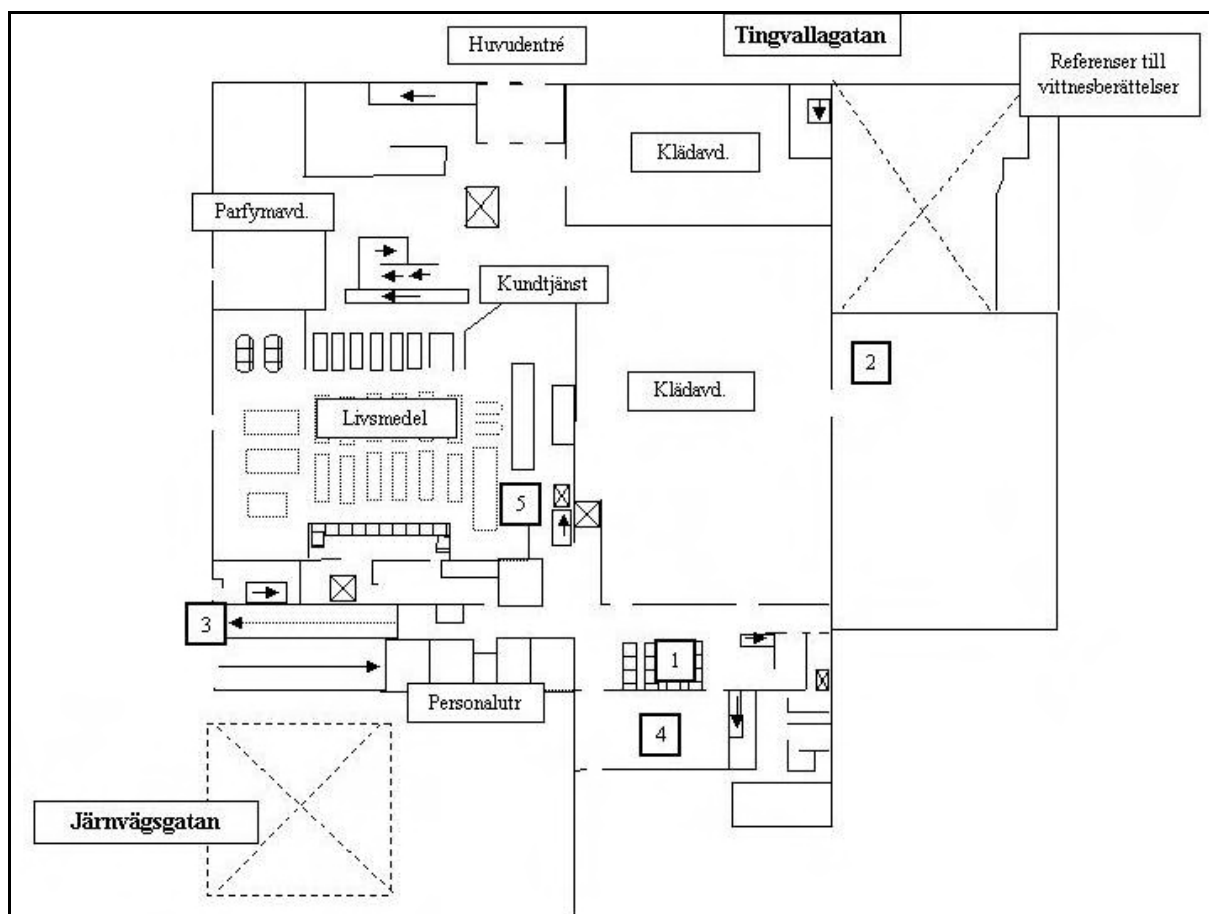 Tingvallagatan
Huvudentré
Referenser till
vittnesberättelser
Klädavd.
Parfymavd.
Kundtjänst
2
Klädavd.
Livsmedel
5
3
1
Personalutr
4
Järnvägsgatan